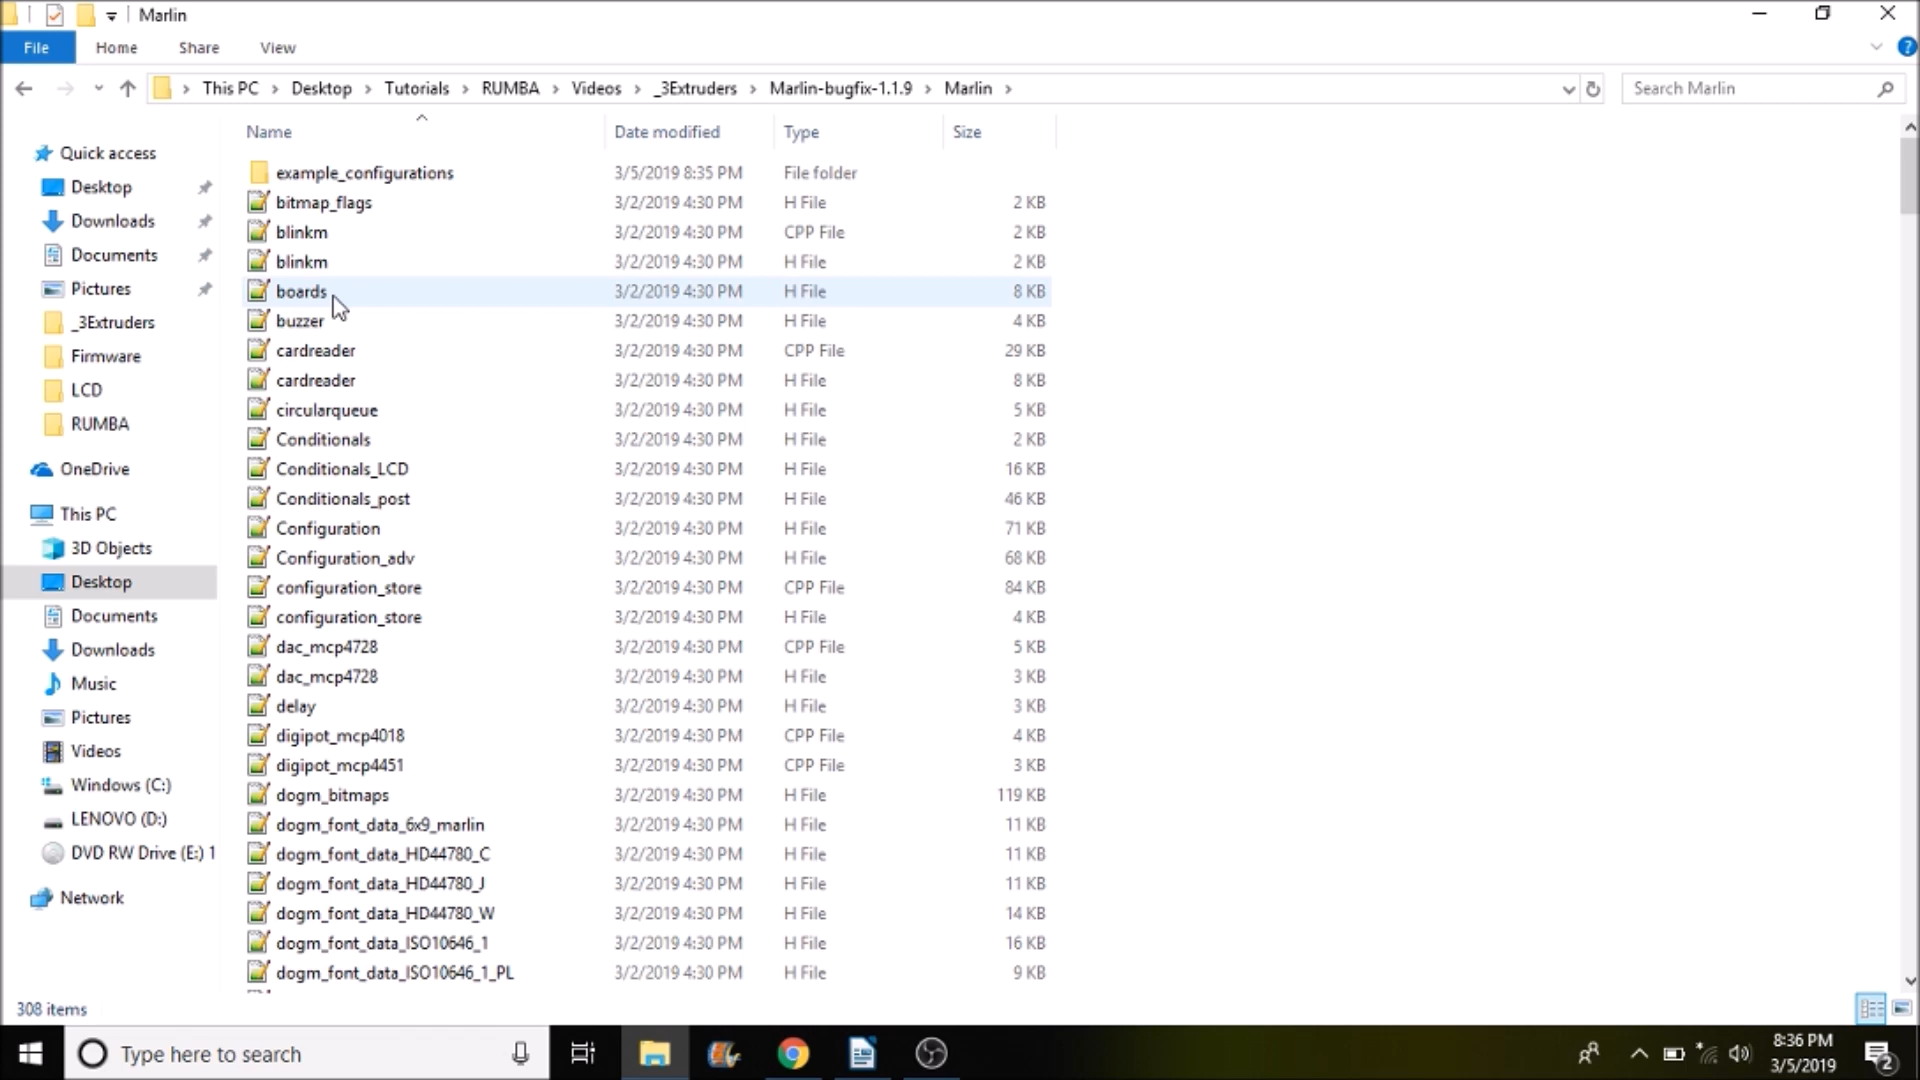 Marlin
File Home Share View
This PC Desktop Tutorials RUMBA Videos _3Extruders Marlin-bugfix-1.1.9 Marlin Search Marlin
Name Date modified Type Size
Quick access
Desktop
Downloads
Documents
Pictures
_3Extruders
Firmware
LCD
RUMBA
OneDrive
This PC
3D Objects
Desktop
Documents
Downloads
Music
Pictures
Videos
Windows (C:)
LENOVO (D:)
DVD RW Drive (E:) 1
Network
example_configurations 3/5/2019 8:35 PM File folder
bitmap_flags 3/2/2019 4:30 PM H File 2 KB
blinkm 3/2/2019 4:30 PM CPP File 2 KB
blinkm 3/2/2019 4:30 PM H File 2 KB
boards 3/2/2019 4:30 PM H File 8 KB
buzzer 3/2/2019 4:30 PM H File 4 KB
cardreader 3/2/2019 4:30 PM CPP File 29 KB
cardreader 3/2/2019 4:30 PM H File 8 KB
circularqueue 3/2/2019 4:30 PM H File 5 KB
Conditionals 3/2/2019 4:30 PM H File 2 KB
Conditionals_LCD 3/2/2019 4:30 PM H File 16 KB
Conditionals_post 3/2/2019 4:30 PM H File 46 KB
Configuration 3/2/2019 4:30 PM H File 71 KB
Configuration_adv 3/2/2019 4:30 PM H File 68 KB
configuration_store 3/2/2019 4:30 PM CPP File 84 KB
configuration_store 3/2/2019 4:30 PM H File 4 KB
dac_mcp4728 3/2/2019 4:30 PM CPP File 5 KB
dac_mcp4728 3/2/2019 4:30 PM H File 3 KB
delay 3/2/2019 4:30 PM H File 3 KB
digipot_mcp4018 3/2/2019 4:30 PM CPP File 4 KB
digipot_mcp4451 3/2/2019 4:30 PM CPP File 3 KB
dogm_bitmaps 3/2/2019 4:30 PM H File 119 KB
dogm_font_data_6x9_marlin 3/2/2019 4:30 PM H File 11 KB
dogm_font_data_HD44780_C 3/2/2019 4:30 PM H File 11 KB
dogm_font_data_HD44780_J 3/2/2019 4:30 PM H File 11 KB
dogm_font_data_HD44780_W 3/2/2019 4:30 PM H File 14 KB
dogm_font_data_ISO10646_1 3/2/2019 4:30 PM H File 16 KB
dogm_font_data_ISO10646_1_PL 3/2/2019 4:30 PM H File 9 KB
308 items
Type here to search
8:36 PM
3/5/2019
2